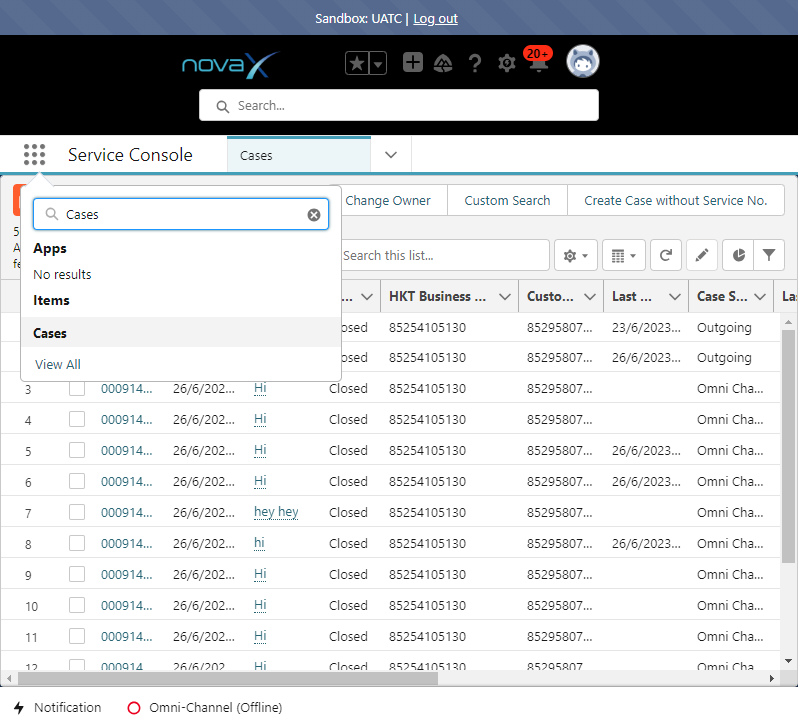 Sandbox: UATC | Log out
novaX
20+
Search...
Service Console
Cases
Cases
Change Owner
Custom Search
Create Case without Service No.
5
A
fe
Apps
No results
Items
Cases
View All
Search this list...
... HKT Business ... Custo... Last ... Case S... La
osed 85254105130 85295807... 23/6/2023... Outgoing
osed 85254105130 85295807... 26/6/2023... Outgoing
3 000914... 26/6/202... Hi Closed 85254105130 85295807... Omni Cha...
4 000914... 26/6/202... Hi Closed 85254105130 85295807... Omni Cha...
5 000914... 26/6/202... Hi Closed 85254105130 85295807... 26/6/2023... Omni Cha...
6 000914... 26/6/202... Hi Closed 85254105130 85295807... 26/6/2023... Omni Cha...
7 000914... 26/6/202... hey hey Closed 85254105130 85295807... Omni Cha...
8 000914... 26/6/202... hi Closed 85254105130 85295807... 26/6/2023... Omni Cha...
9 000914... 26/6/202... Hi Closed 85254105130 85295807... Omni Cha...
10 000914... 26/6/202... Hi Closed 85254105130 85295807... Omni Cha...
11 000914... 26/6/202... Hi Closed 85254105130 85295807... Omni Cha...
12 000914... 26/6/202... Hi Closed 85254105130 85295807... Omni Cha...
Notification
Omni-Channel (Offline)